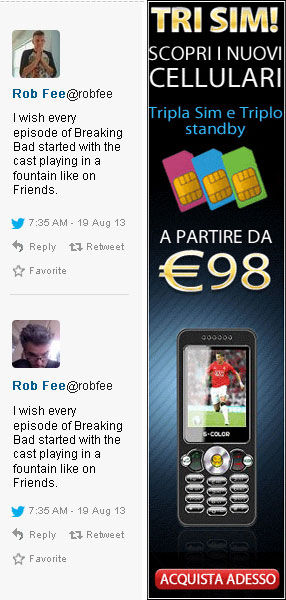 Rob Fee@robfee
I wish every
episode of Breaking
Bad started with the
cast playing in a
fountain like on
Friends.
7:35 AM - 19 Aug 13
Reply Retweet
Favorite
Rob Fee@robfee
I wish every
episode of Breaking
Bad started with the
cast playing in a
fountain like on
Friends.
7:35 AM - 19 Aug 13
Reply Retweet
Favorite
TRI SIM!
SCOPRI I NUOVI
CELLULARI
Tripla Sim e Triplo
standby
A PARTIRE DA
€98
S-COLOR
ACQUISTA ADESSO